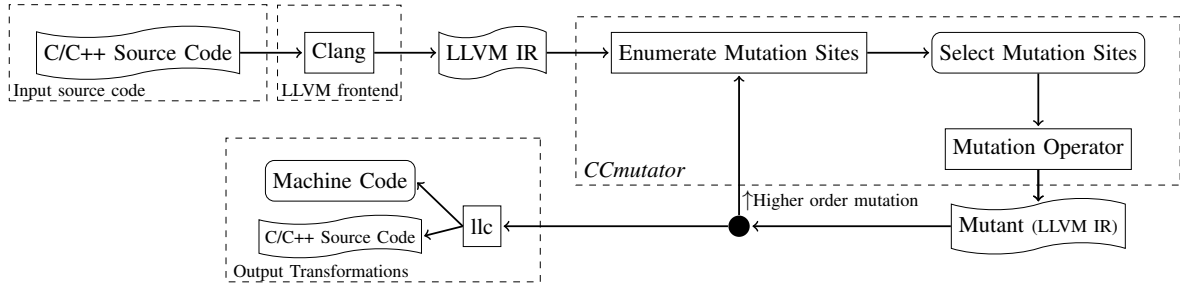 C/C++ Source Code
Clang
LLVM IR
Enumerate Mutation Sites
Select Mutation Sites
Input source code
LLVM frontend
Mutation Operator
CCmutator
Machine Code
↑Higher order mutation
llc
Mutant (LLVM IR)
C/C++ Source Code
Output Transformations